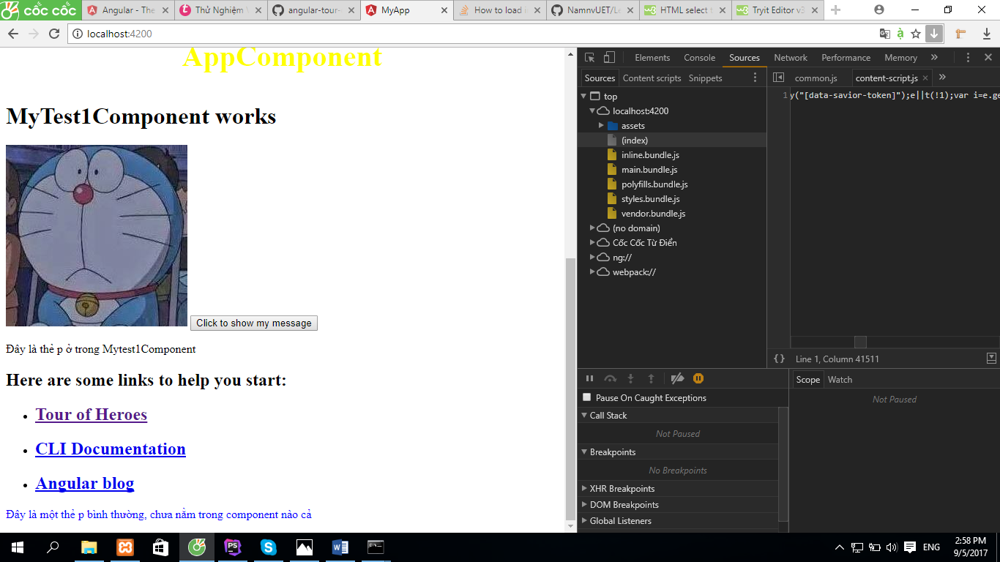 cốc cốc
Angular - The
Thử Nghiệm V
angular-tour-
MyApp
How to load i
NamnvUET/Le
HTML select t
Tryit Editor v3
localhost:4200
AppComponent
MyTest1Component works
Click to show my message
Đây là thẻ p ở trong Mytest1Component
Here are some links to help you start:
Tour of Heroes
CLI Documentation
Angular blog
Đây là một thẻ p bình thường, chưa nằm trong component nào cả
Elements Console Sources Network Performance Memory »
Sources Content scripts Snippets
common.js content-script.js × »
top
localhost:4200
assets
(index)
inline.bundle.js
main.bundle.js
polyfills.bundle.js
styles.bundle.js
vendor.bundle.js
(no domain)
Cốc Cốc Từ Điển
ng://
webpack://
1 y("[data-savior-token]");e||t(!1);var i=e.ge
{} Line 1, Column 41511
Pause On Caught Exceptions
Call Stack
Not Paused
Breakpoints
No Breakpoints
XHR Breakpoints
DOM Breakpoints
Global Listeners
Scope Watch
Not Paused
ENG
2:58 PM
9/5/2017